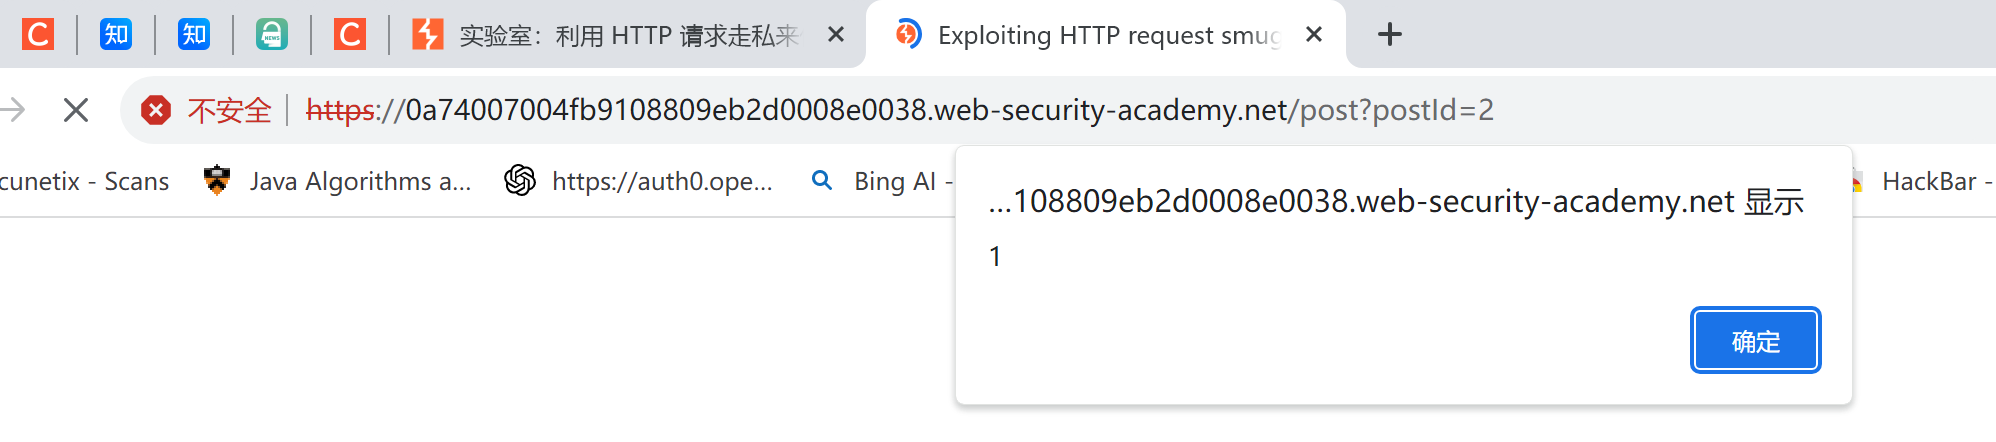 实验室：利用 HTTP 请求走私来
Exploiting HTTP request smug
不安全 https://0a74007004fb9108809eb2d0008e0038.web-security-academy.net/post?postId=2
cunetix - Scans Java Algorithms a... https://auth0.ope... Bing AI - HackBar -
...108809eb2d0008e0038.web-security-academy.net 显示
1
确定